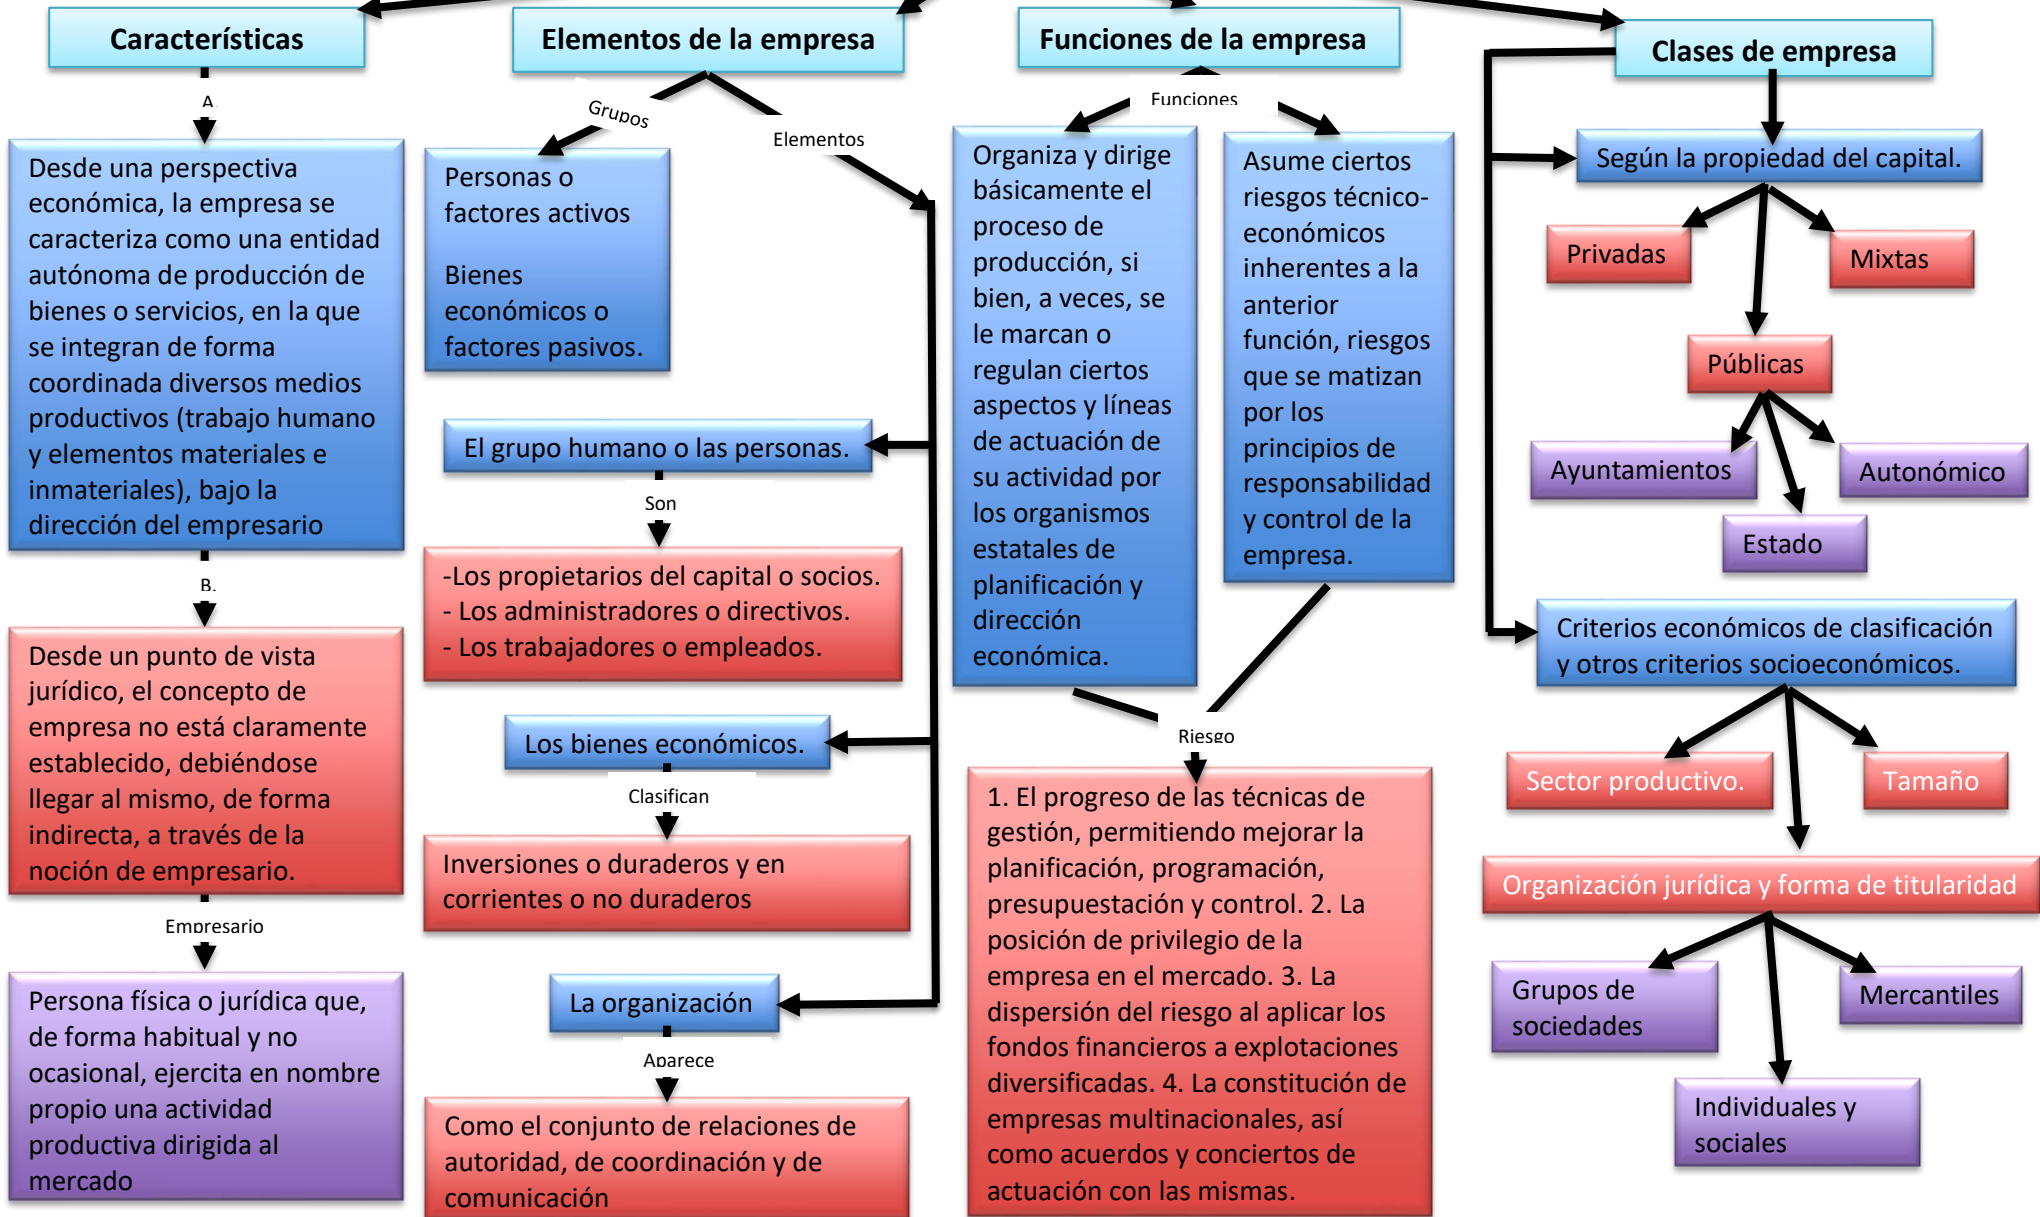 Características
A.
Desde una perspectiva
económica, la empresa se
caracteriza como una entidad
autónoma de producción de
bienes o servicios, en la que
se integran de forma
coordinada diversos medios
productivos (trabajo humano
y elementos materiales e
inmateriales), bajo la
dirección del empresario
B.
Desde un punto de vista
jurídico, el concepto de
empresa no está claramente
establecido, debiéndose
llegar al mismo, de forma
indirecta, a través de la
noción de empresario.
Empresario
Persona física o jurídica que,
de forma habitual y no
ocasional, ejercita en nombre
propio una actividad
productiva dirigida al
mercado
Elementos de la empresa
Grupos
Personas o
factores activos
Bienes
económicos o
factores pasivos.
Elementos
El grupo humano o las personas.
Son
-Los propietarios del capital o socios.
- Los administradores o directivos.
- Los trabajadores o empleados.
Los bienes económicos.
Clasifican
Inversiones o duraderos y en
corrientes o no duraderos
La organización
Aparece
Como el conjunto de relaciones de
autoridad, de coordinación y de
comunicación
Funciones de la empresa
Funciones
Organiza y dirige
básicamente el
proceso de
producción, si
bien, a veces, se
le marcan o
regulan ciertos
aspectos y líneas
de actuación de
su actividad por
los organismos
estatales de
planificación y
dirección
económica.
Asume ciertos
riesgos técnico-
económicos
inherentes a la
anterior
función, riesgos
que se matizan
por los
principios de
responsabilidad
y control de la
empresa.
Riesgo
1. El progreso de las técnicas de
gestión, permitiendo mejorar la
planificación, programación,
presupuestación y control. 2. La
posición de privilegio de la
empresa en el mercado. 3. La
dispersión del riesgo al aplicar los
fondos financieros a explotaciones
diversificadas. 4. La constitución de
empresas multinacionales, así
como acuerdos y conciertos de
actuación con las mismas.
Clases de empresa
Según la propiedad del capital.
Privadas
Mixtas
Públicas
Ayuntamientos
Autonómico
Estado
Criterios económicos de clasificación
y otros criterios socioeconómicos.
Sector productivo.
Tamaño
Organización jurídica y forma de titularidad
Grupos de
sociedades
Mercantiles
Individuales y
sociales